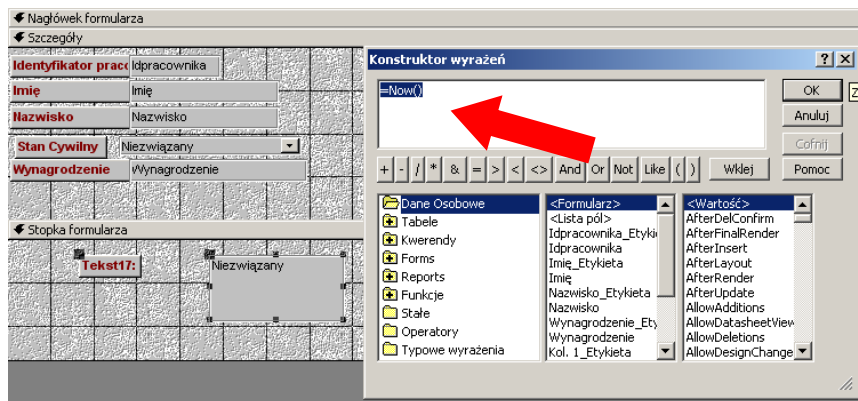 Nagłówek formularza
Szczegóły
Identyfikator prac Idpracownika
Imię Imię
Nazwisko Nazwisko
Stan Cywilny Niezwiązany
Wynagrodzenie Wynagrodzenie
Stopka formularza
Tekst17: Niezwiązany
Konstruktor wyrażeń ? X
=Now()
OK
Z
Anuluj
Cofnij
+ - / * & = > < <> And Or Not Like ( ) Wklej Pomoc
Dane Osobowe
Tabele
Kwerendy
Forms
Reports
Funkcje
Stałe
Operatory
Typowe wyrażenia
<Formularz>
<Lista pól>
Idpracownika_Etykie
Idpracownika
Imię_Etykieta
Imię
Nazwisko_Etykieta
Nazwisko
Wynagrodzenie_Ety
Wynagrodzenie
Kol. 1_Etykieta
<Wartość>
AfterDelConfirm
AfterFinalRender
AfterInsert
AfterLayout
AfterRender
AfterUpdate
AllowAdditions
AllowDatasheetView
AllowDeletions
AllowDesignChange